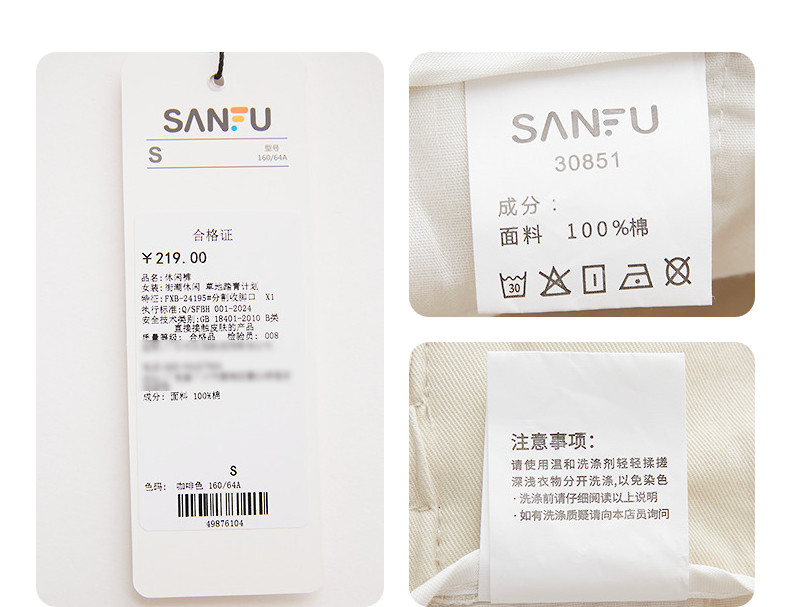 SANFU
S
型号
160/64A
合格证
¥219.00
品名:休闲裤
女装:街潮休闲 草地踏青计划
特征:FXB-24195#分割收脚口 X1
执行标准:Q/SFBH 001-2024
安全技术类别:GB 18401-2010 B类
直接接触皮肤的产品
质量等级: 合格品 检验员: 008
成分: 面料 100%棉
S
色码: 咖啡色 160/64A
49876104
SANFU
30851
成分:
面料 100%棉
30
注意事项:
请使用温和洗涤剂轻轻揉搓
深浅衣物分开洗涤,以免染色
·洗涤前请仔细阅读以上说明
·如有洗涤质疑请向本店员询问